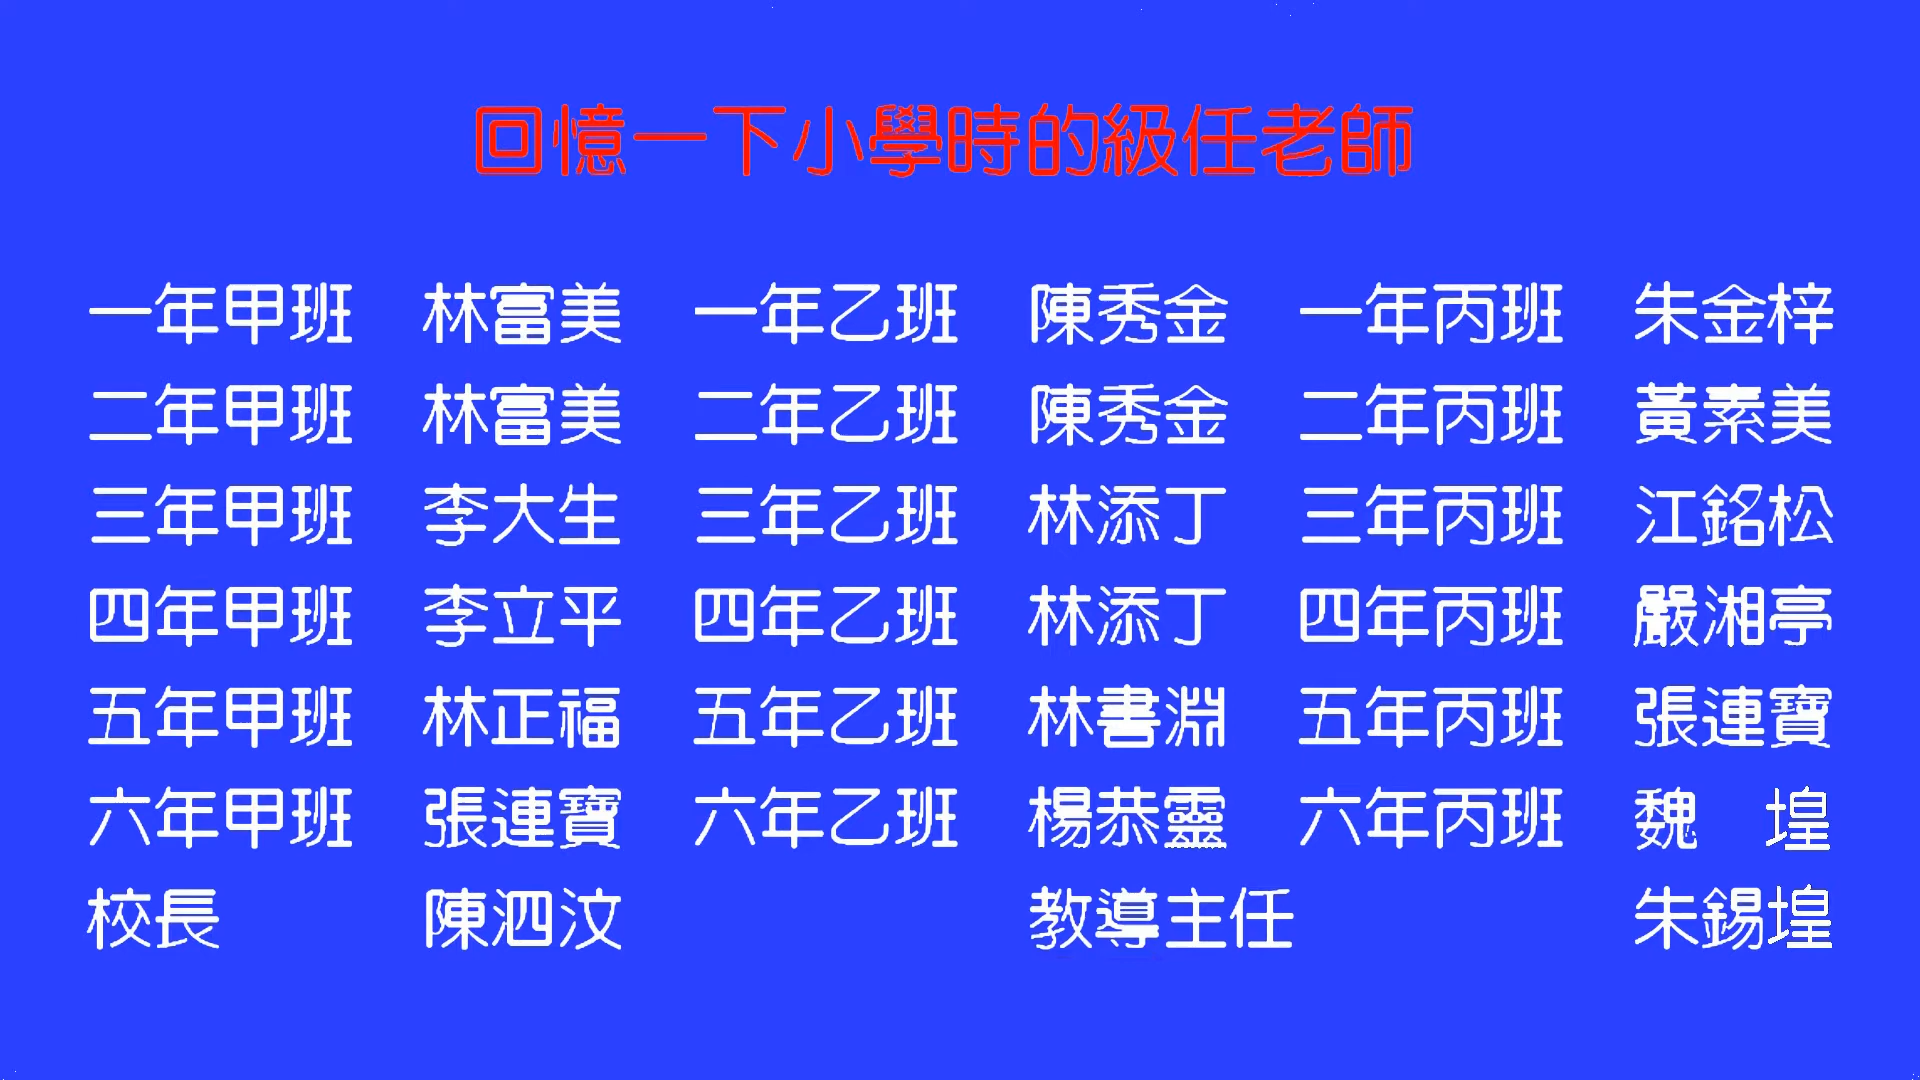 回憶一下小學時的級任老師
一年甲班 林富美 一年乙班 陳秀金 一年丙班 朱金梓
二年甲班 林富美 二年乙班 陳秀金 二年丙班 黃素美
三年甲班 李大生 三年乙班 林添丁 三年丙班 江銘松
四年甲班 李立平 四年乙班 林添丁 四年丙班 嚴湘亭
五年甲班 林正福 五年乙班 林書淵 五年丙班 張連寶
六年甲班 張連寶 六年乙班 楊恭靈 六年丙班 魏　堭
校長 陳泗汶 教導主任 朱錫堭